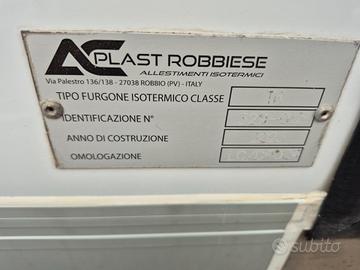 AC PLAST ROBBIESE
ALLESTIMENTI ISOTERMICI
Via Palestro 136/138 - 27038 ROBBIO (PV) - ITALY
TIPO FURGONE ISOTERMICO CLASSE
IDENTIFICAZIONE N°
ANNO DI COSTRUZIONE
OMOLOGAZIONE
subito